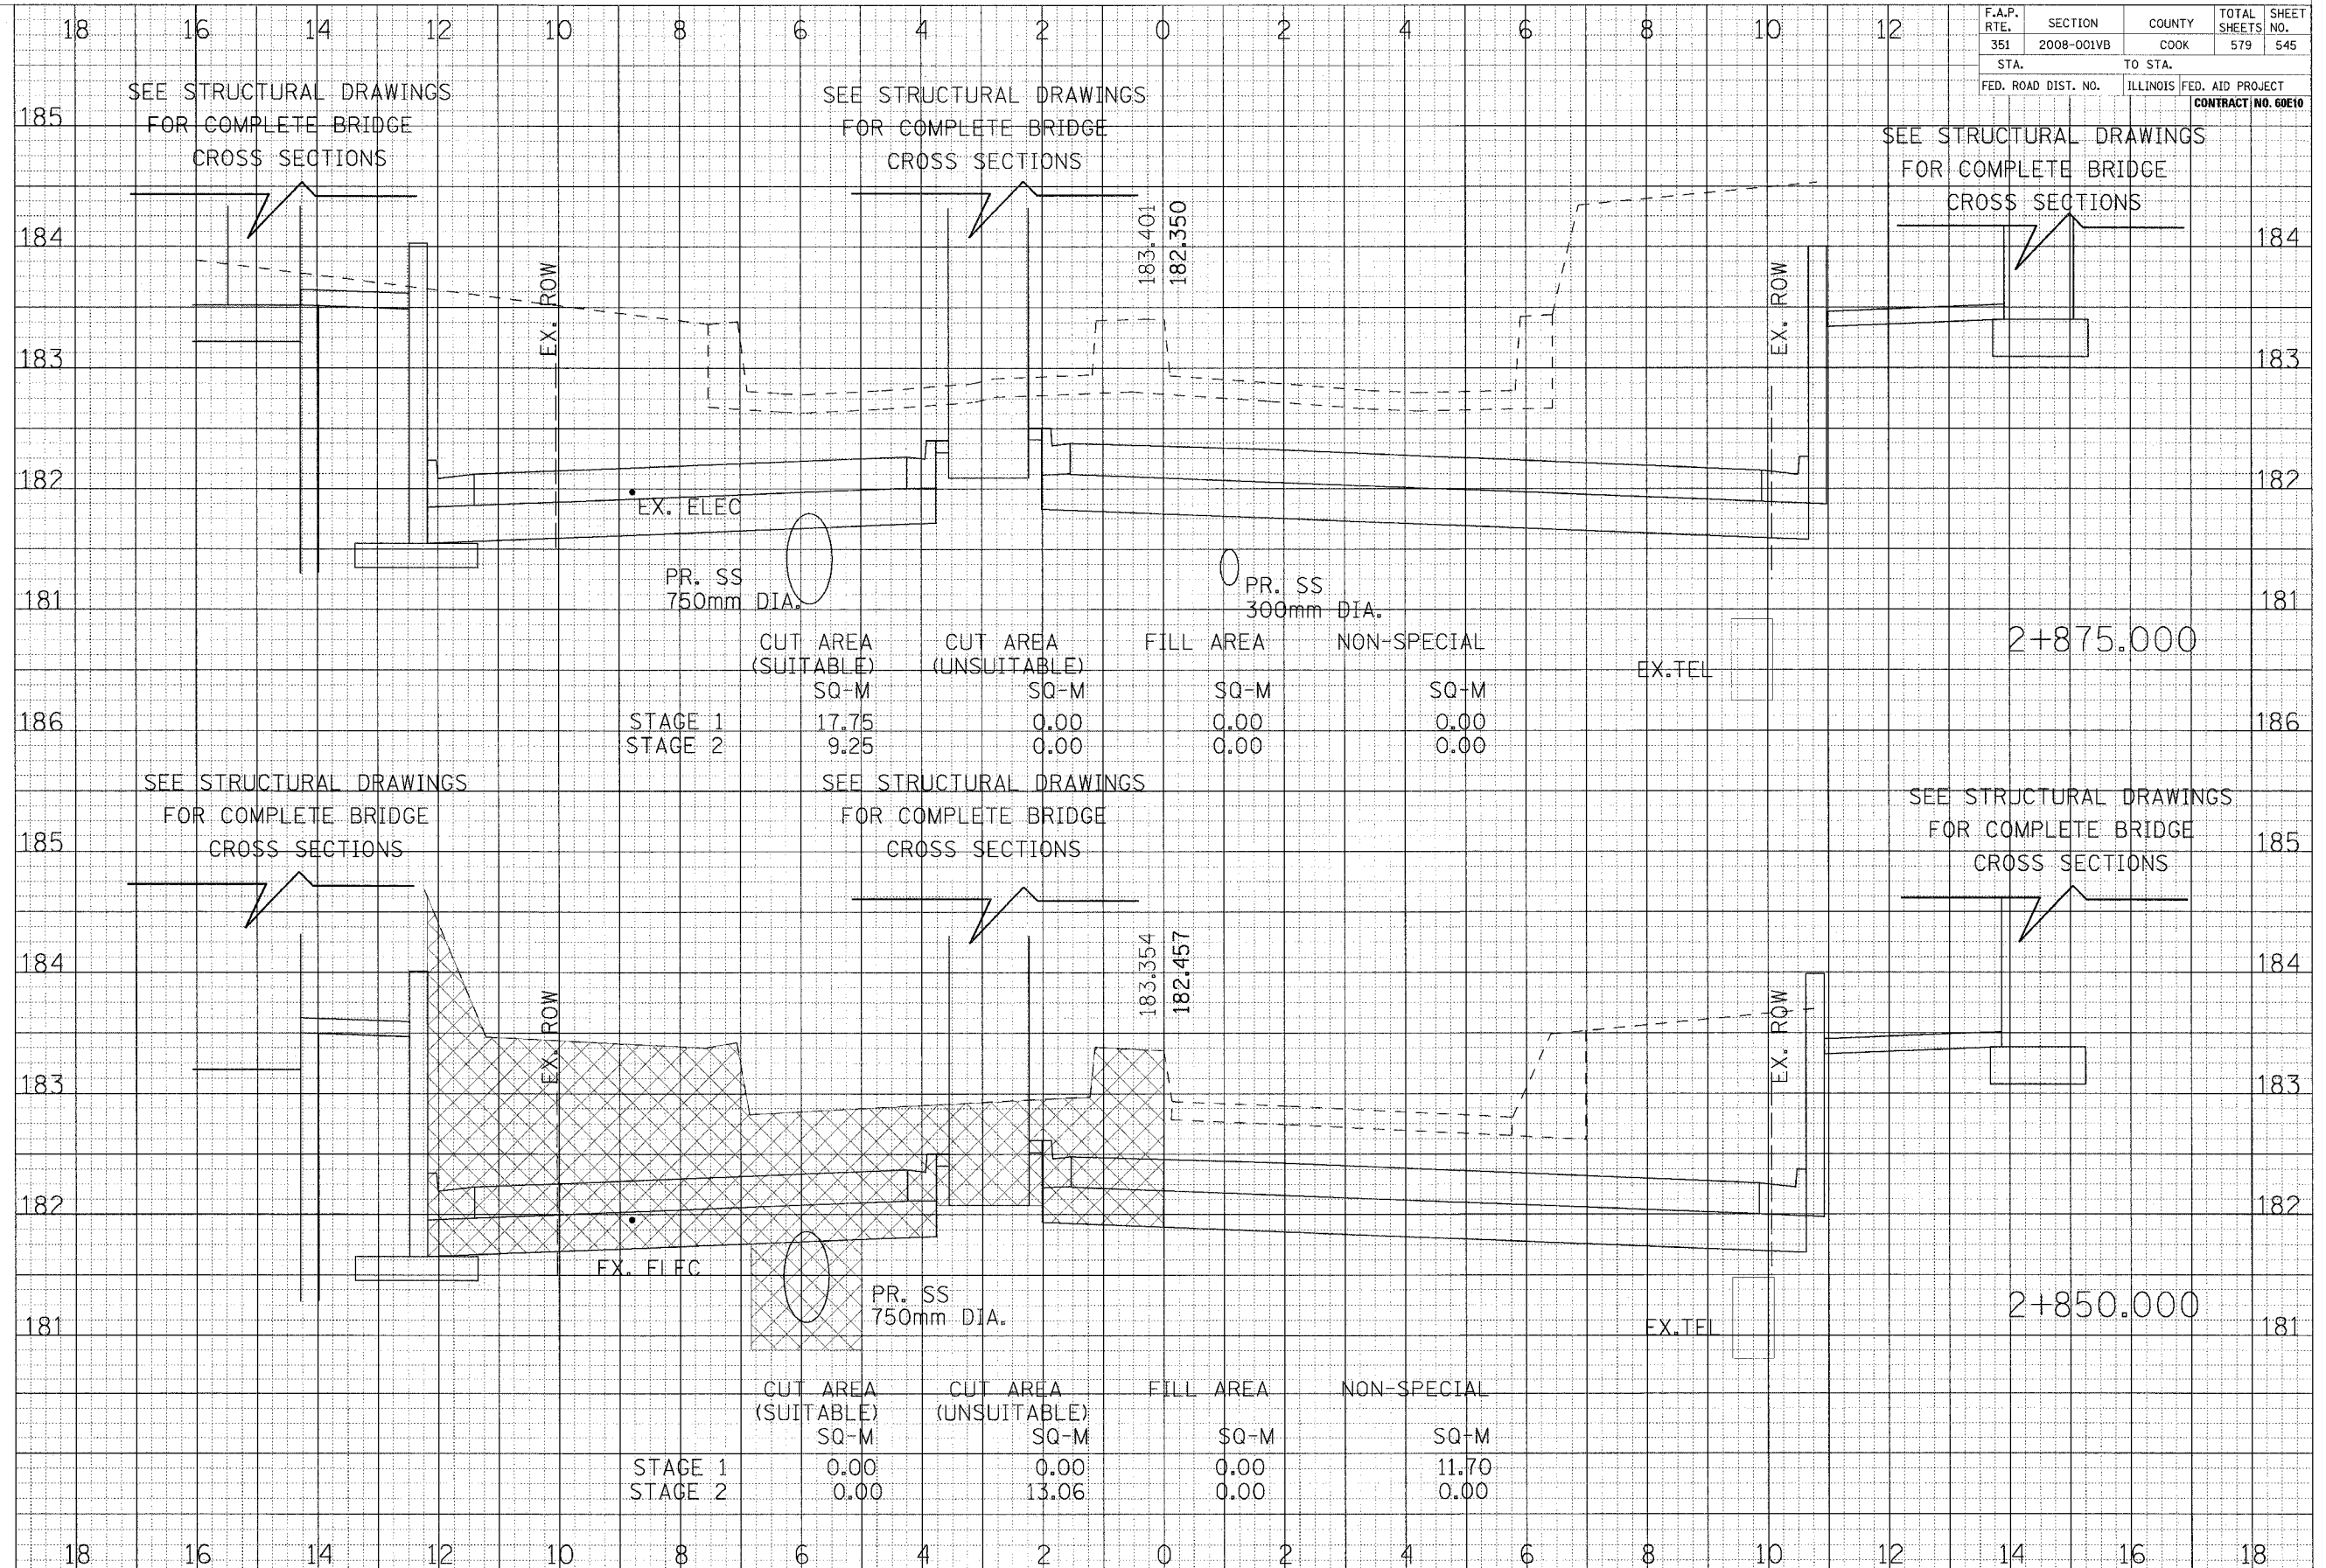 18 16 14 12 10 8 6 4 2 0 2 4 6 8 10 12
F.A.P. RTE. SECTION COUNTY TOTAL SHEETS SHEET NO.
351 2008-001VB COOK 579 545
STA. TO STA.
FED. ROAD DIST. NO. ILLINOIS FED. AID PROJECT
CONTRACT NO. 60E10
SEE STRUCTURAL DRAWINGS
FOR COMPLETE BRIDGE
CROSS SECTIONS
SEE STRUCTURAL DRAWINGS
FOR COMPLETE BRIDGE
CROSS SECTIONS
SEE STRUCTURAL DRAWINGS
FOR COMPLETE BRIDGE
CROSS SECTIONS
185
184 184
183 183
182 182
181 181
183.401
182.350
EX. ROW
EX. ROW
EX. ELEC
PR. SS
750mm DIA.
PR. SS
300mm DIA.
EX.TEL
2+875.000
CUT AREA CUT AREA FILL AREA NON-SPECIAL
(SUITABLE) (UNSUITABLE)
SQ-M SQ-M SQ-M SQ-M
STAGE 1 17.75 0.00 0.00 0.00
STAGE 2 9.25 0.00 0.00 0.00
186 186
SEE STRUCTURAL DRAWINGS
FOR COMPLETE BRIDGE
CROSS SECTIONS
SEE STRUCTURAL DRAWINGS
FOR COMPLETE BRIDGE
CROSS SECTIONS
SEE STRUCTURAL DRAWINGS
FOR COMPLETE BRIDGE
CROSS SECTIONS
185 185
184 184
183 183
182 182
181 181
183.354
182.457
EX. ROW
EX. ROW
EX. ELEC
PR. SS
750mm DIA.
EX.TEL
2+850.000
CUT AREA CUT AREA FILL AREA NON-SPECIAL
(SUITABLE) (UNSUITABLE)
SQ-M SQ-M SQ-M SQ-M
STAGE 1 0.00 0.00 0.00 11.70
STAGE 2 0.00 13.06 0.00 0.00
18 16 14 12 10 8 6 4 2 0 2 4 6 8 10 12 14 16 18